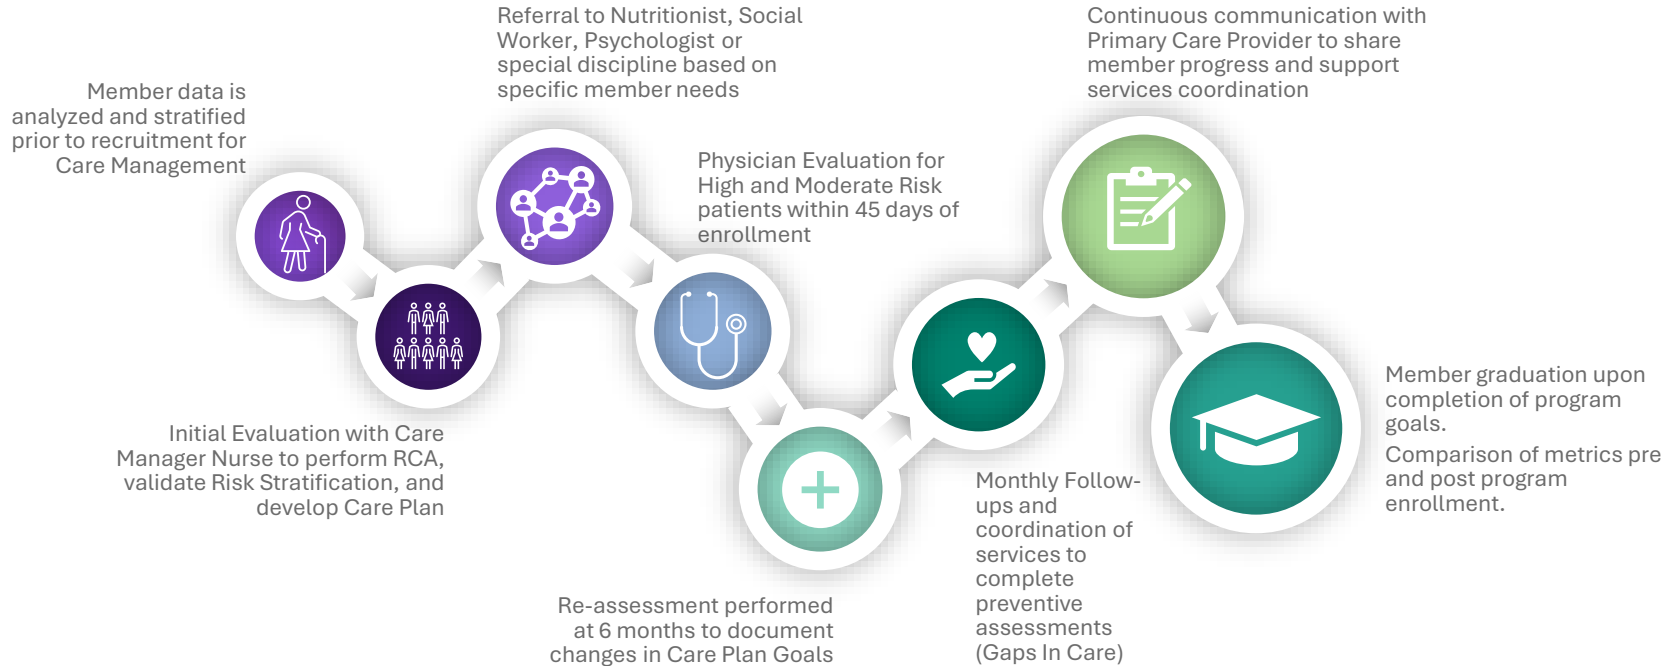 Member data is
analyzed and stratified
prior to recruitment for
Care Management
Initial Evaluation with Care
Manager Nurse to perform RCA,
validate Risk Stratification, and
develop Care Plan
Referral to Nutritionist, Social
Worker, Psychologist or
special discipline based on
specific member needs
Physician Evaluation for
High and Moderate Risk
patients within 45 days of
enrollment
Re-assessment performed
at 6 months to document
changes in Care Plan Goals
Monthly Follow-
ups and
coordination of
services to
complete
preventive
assessments
(Gaps In Care)
Continuous communication with
Primary Care Provider to share
member progress and support
services coordination
Member graduation upon
completion of program
goals.
Comparison of metrics pre
and post program
enrollment.